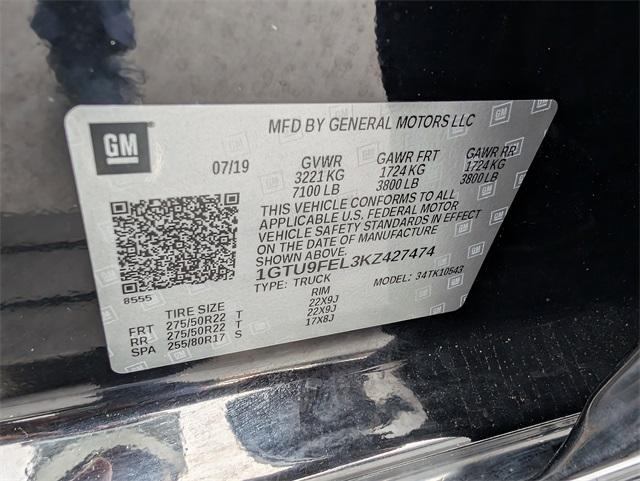 GM
MFD BY GENERAL MOTORS LLC
07/19 GVWR GAWR FRT GAWR RR
3221 KG 1724 KG 1724 KG
7100 LB 3800 LB 3800 LB
THIS VEHICLE CONFORMS TO ALL
APPLICABLE U.S. FEDERAL MOTOR
VEHICLE SAFETY STANDARDS IN EFFECT
ON THE DATE OF MANUFACTURE
SHOWN ABOVE.
1GTU9FEL3KZ427474
8555
TYPE: TRUCK MODEL: 34TK10543
TIRE SIZE RIM
FRT 275/50R22 T 22X9J
RR 275/50R22 T 22X9J
SPA 255/80R17 S 17X8J